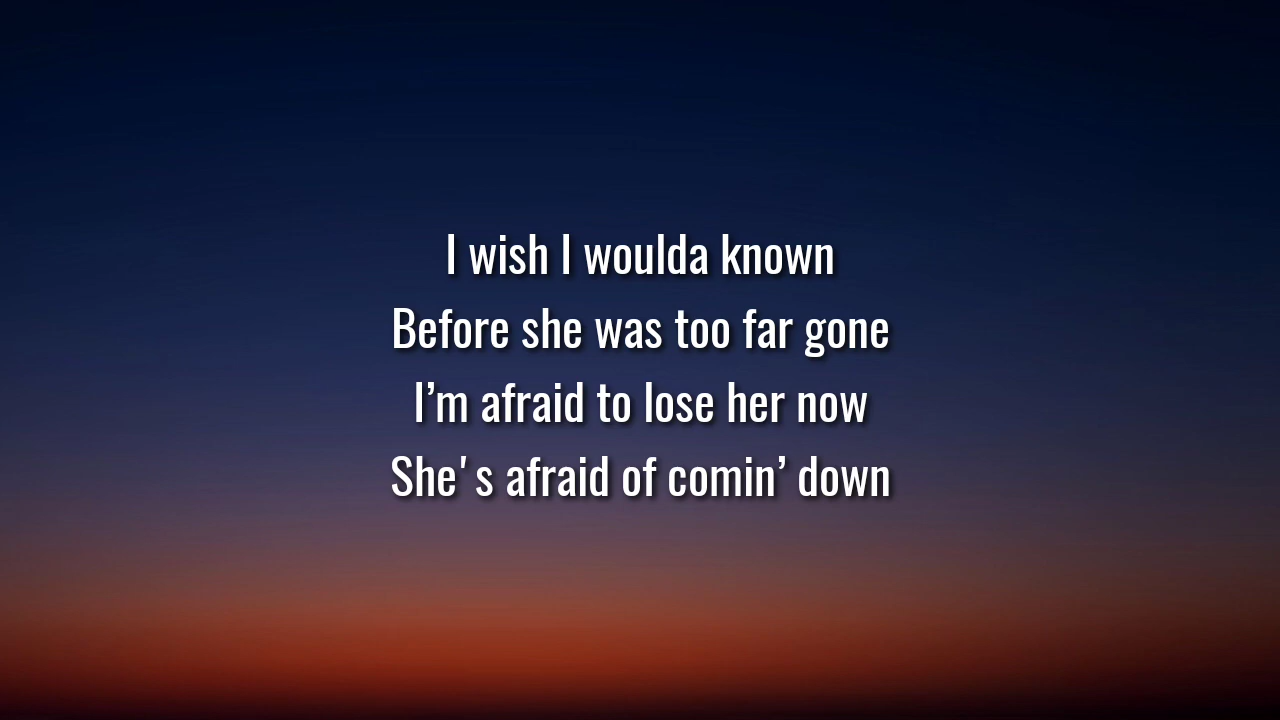 I wish I woulda known
Before she was too far gone
I’m afraid to lose her now
She's afraid of comin’ down